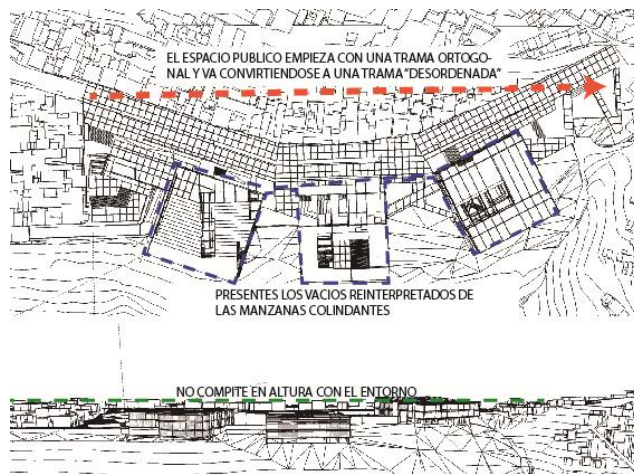 EL ESPACIO PUBLICO EMPIEZA CON UNA TRAMA ORTOGO-
NAL Y VA CONVIRTIENDOSE A UNA TRAMA "DESORDENADA"
PRESENTES LOS VACIOS REINTERPRETADOS DE
LAS MANZANAS COLINDANTES
NO COMPITE EN ALTURA CON EL ENTORNO